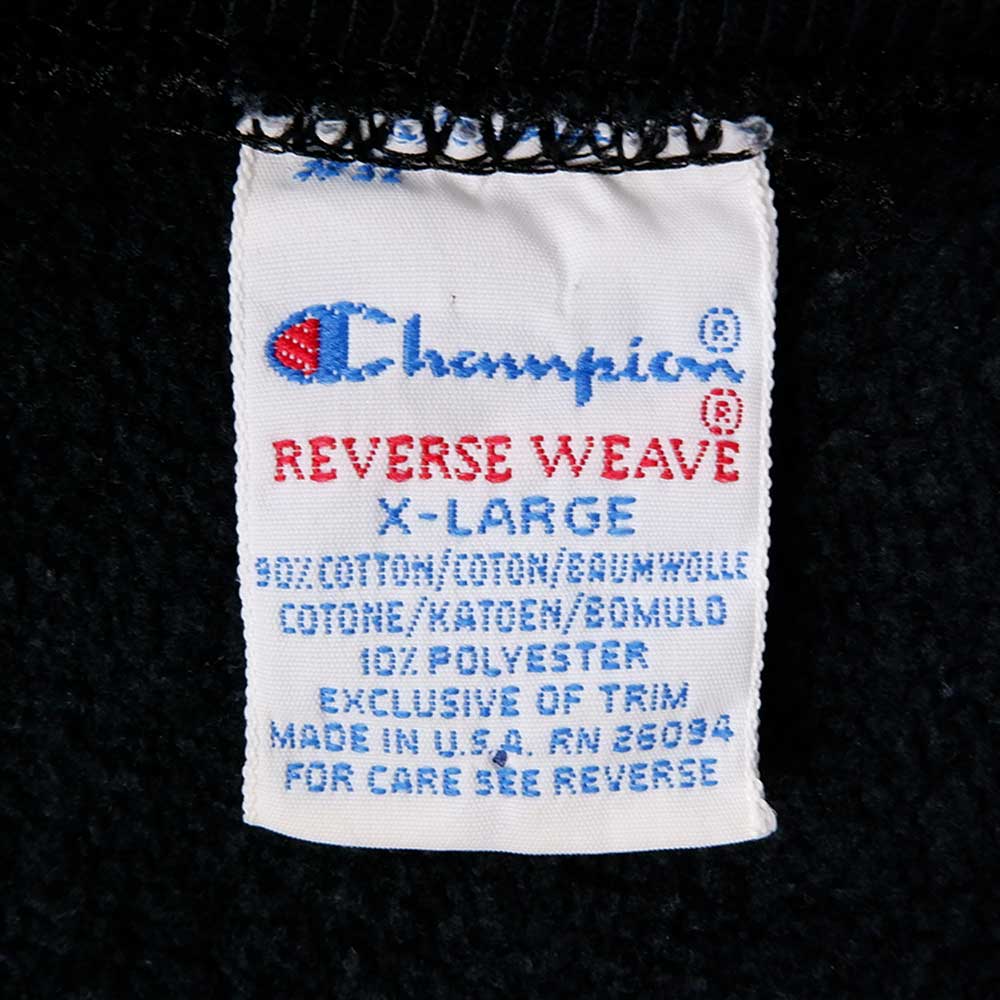 Champion®
®
REVERSE WEAVE
X-LARGE
90% COTTON/COTON/BAUMWOLLE
COTONE/KATOEN/BOMULD
10% POLYESTER
EXCLUSIVE OF TRIM
MADE IN U.S.A. RN 26094
FOR CARE SEE REVERSE